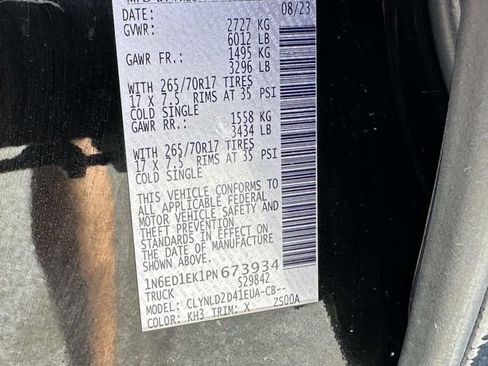 DATE: 08/23
GVWR: 2727 KG
6012 LB
GAWR FR.: 1495 KG
3296 LB
WITH 265/70R17 TIRES
17 X 7.5 RIMS AT 35 PSI
COLD SINGLE
GAWR RR.: 1558 KG
3434 LB
WITH 265/70R17 TIRES
17 X 7.5 RIMS AT 35 PSI
COLD SINGLE
THIS VEHICLE CONFORMS TO
ALL APPLICABLE FEDERAL
MOTOR VEHICLE SAFETY AND
THEFT PREVENTION
STANDARDS IN EFFECT ON
THE DATE OF MANUFACTURE
SHOWN ABOVE.
1N6ED1EK1PN673934
TRUCK 529842
MODEL: CLYNLD2D41EUA-CB--
COLOR: KH3 TRIM: X ZS00A